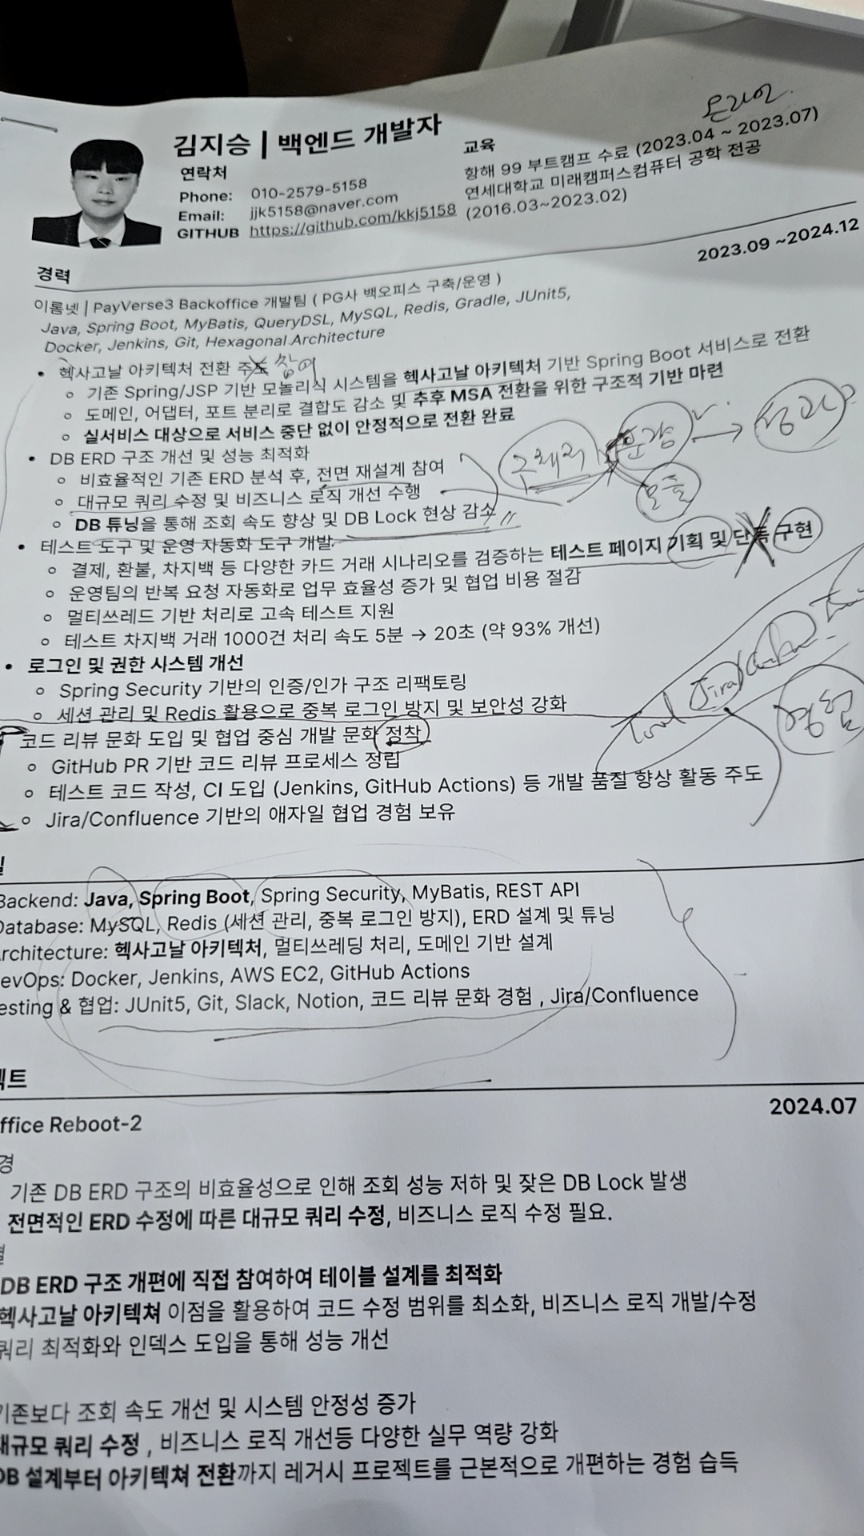 온라인
김지승 | 백엔드 개발자
연락처
Phone: 010-2579-5158
Email: jjk5158@naver.com
GITHUB https://github.com/kkj5158
교육
항해 99 부트캠프 수료 (2023.04 ~ 2023.07)
연세대학교 미래캠퍼스컴퓨터 공학 전공
(2016.03~2023.02)
경력
2023.09 ~2024.12
이롬넷 | PayVerse3 Backoffice 개발팀 ( PG사 백오피스 구축/운영 )
Java, Spring Boot, MyBatis, QueryDSL, MySQL, Redis, Gradle, JUnit5,
Docker, Jenkins, Git, Hexagonal Architecture
• 헥사고날 아키텍처 전환 주도 참여
○ 기존 Spring/JSP 기반 모놀리식 시스템을 헥사고날 아키텍처 기반 Spring Boot 서비스로 전환
○ 도메인, 어댑터, 포트 분리로 결합도 감소 및 추후 MSA 전환을 위한 구조적 기반 마련
○ 실서비스 대상으로 서비스 중단 없이 안정적으로 전환 완료
• DB ERD 구조 개선 및 성능 최적화
○ 비효율적인 기존 ERD 분석 후, 전면 재설계 참여
○ 대규모 쿼리 수정 및 비즈니스 로직 개선 수행
○ DB 튜닝을 통해 조회 속도 향상 및 DB Lock 현상 감소
→ 성과?
모듈
• 테스트 도구 및 운영 자동화 도구 개발
○ 결제, 환불, 차지백 등 다양한 카드 거래 시나리오를 검증하는 테스트 페이지 기획 및 단독 구현
○ 운영팀의 반복 요청 자동화로 업무 효율성 증가 및 협업 비용 절감
○ 멀티쓰레드 기반 처리로 고속 테스트 지원
○ 테스트 차지백 거래 1000건 처리 속도 5분 → 20초 (약 93% 개선)
• 로그인 및 권한 시스템 개선
○ Spring Security 기반의 인증/인가 구조 리팩토링
○ 세션 관리 및 Redis 활용으로 중복 로그인 방지 및 보안성 강화
Tool Jira
경험
코드 리뷰 문화 도입 및 협업 중심 개발 문화 정착
○ GitHub PR 기반 코드 리뷰 프로세스 정립
○ 테스트 코드 작성, CI 도입 (Jenkins, GitHub Actions) 등 개발 품질 향상 활동 주도
○ Jira/Confluence 기반의 애자일 협업 경험 보유
Backend: Java, Spring Boot, Spring Security, MyBatis, REST API
Database: MySQL, Redis (세션 관리, 중복 로그인 방지), ERD 설계 및 튜닝
rchitecture: 헥사고날 아키텍처, 멀티쓰레딩 처리, 도메인 기반 설계
evOps: Docker, Jenkins, AWS EC2, GitHub Actions
esting & 협업: JUnit5, Git, Slack, Notion, 코드 리뷰 문화 경험 , Jira/Confluence
젝트
ffice Reboot-2
2024.07
경
기존 DB ERD 구조의 비효율성으로 인해 조회 성능 저하 및 잦은 DB Lock 발생
전면적인 ERD 수정에 따른 대규모 쿼리 수정, 비즈니스 로직 수정 필요.
결
DB ERD 구조 개편에 직접 참여하여 테이블 설계를 최적화
헥사고날 아키텍쳐 이점을 활용하여 코드 수정 범위를 최소화, 비즈니스 로직 개발/수정
쿼리 최적화와 인덱스 도입을 통해 성능 개선
기존보다 조회 속도 개선 및 시스템 안정성 증가
대규모 쿼리 수정 , 비즈니스 로직 개선등 다양한 실무 역량 강화
DB 설계부터 아키텍쳐 전환까지 레거시 프로젝트를 근본적으로 개편하는 경험 습득